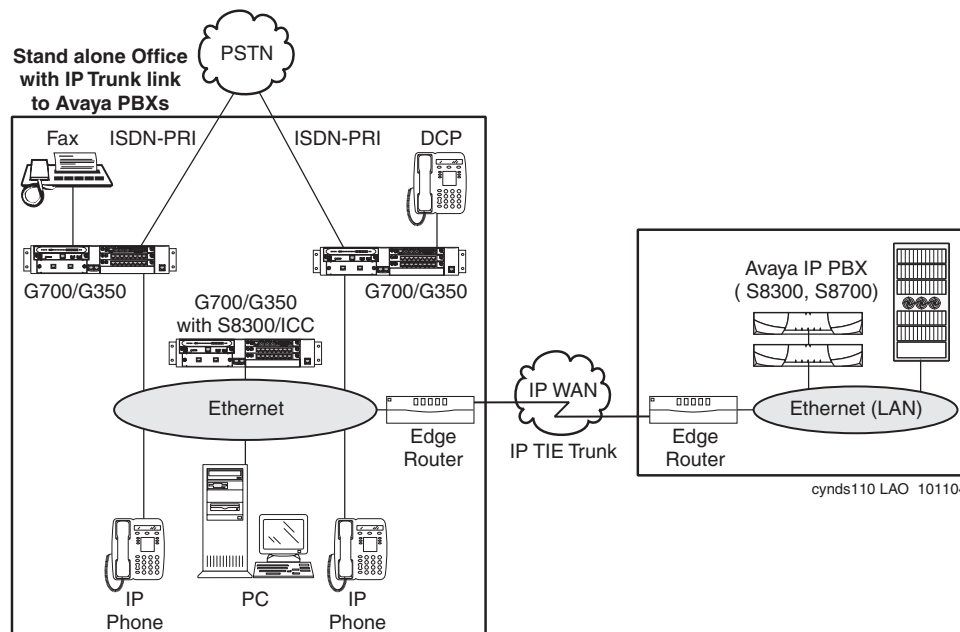 PSTN
Stand alone Office
with IP Trunk link
to Avaya PBXs
Fax
ISDN-PRI
ISDN-PRI
DCP
G700/G350
G700/G350
G700/G350
with S8300/ICC
Ethernet
Edge
Router
IP
Phone
PC
IP
Phone
IP WAN
IP TIE Trunk
Avaya IP PBX
( S8300, S8700)
Edge
Router
Ethernet (LAN)
cynds110 LAO 101104